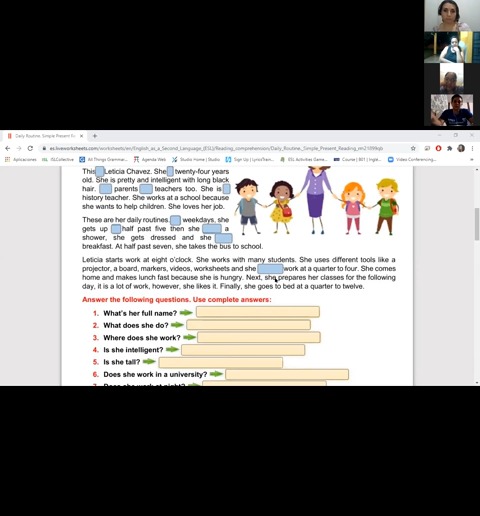 Daily Routine: Simple Present R
es.liveworksheets.com/worksheets/en/English_as_a_Second_Language_(ESL)/Reading_comprehension/Daily_Routine_Simple_Present_Reading_
Aplicaciones
All Things Grammar...
Agenda Web
Studio Home | Studio
ESL Activities Game...
This Leticia Chavez. She twenty-four years
old. She is pretty and intelligent with long black
hair. parents teachers too. She is
history teacher. She works at a school because
she wants to help children. She loves her job.
These are her daily routines weekdays, she
gets up half past five then she a
shower, she gets dressed and she
breakfast. At half past seven, she takes the bus to school.
Leticia starts work at eight o'clock. She works with many students. She uses different tools like a
projector, a board, markers, videos, worksheets and she work at a quarter to four. She comes
home and makes lunch fast because she is hungry. Next, she prepares her classes for the following
day, it is a lot of work, however, she likes it. Finally, she goes to bed at a quarter to twelve.
Answer the following questions. Use complete answers:
1. What's her full name?
2. What does she do?
3. Where does she work?
4. Is she intelligent?
5. Is she tall?
6. Does she work in a university?